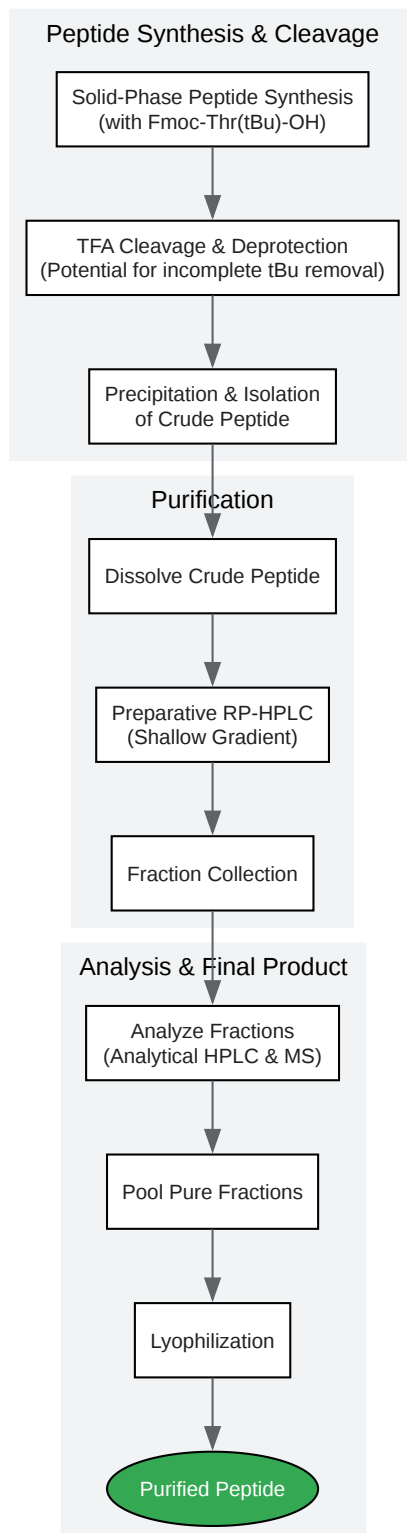 Peptide Synthesis & Cleavage
Solid-Phase Peptide Synthesis
(with Fmoc-Thr(tBu)-OH)
TFA Cleavage & Deprotection
(Potential for incomplete tBu removal)
Precipitation & Isolation
of Crude Peptide
Purification
Dissolve Crude Peptide
Preparative RP-HPLC
(Shallow Gradient)
Fraction Collection
Analysis & Final Product
Analyze Fractions
(Analytical HPLC & MS)
Pool Pure Fractions
Lyophilization
Purified Peptide